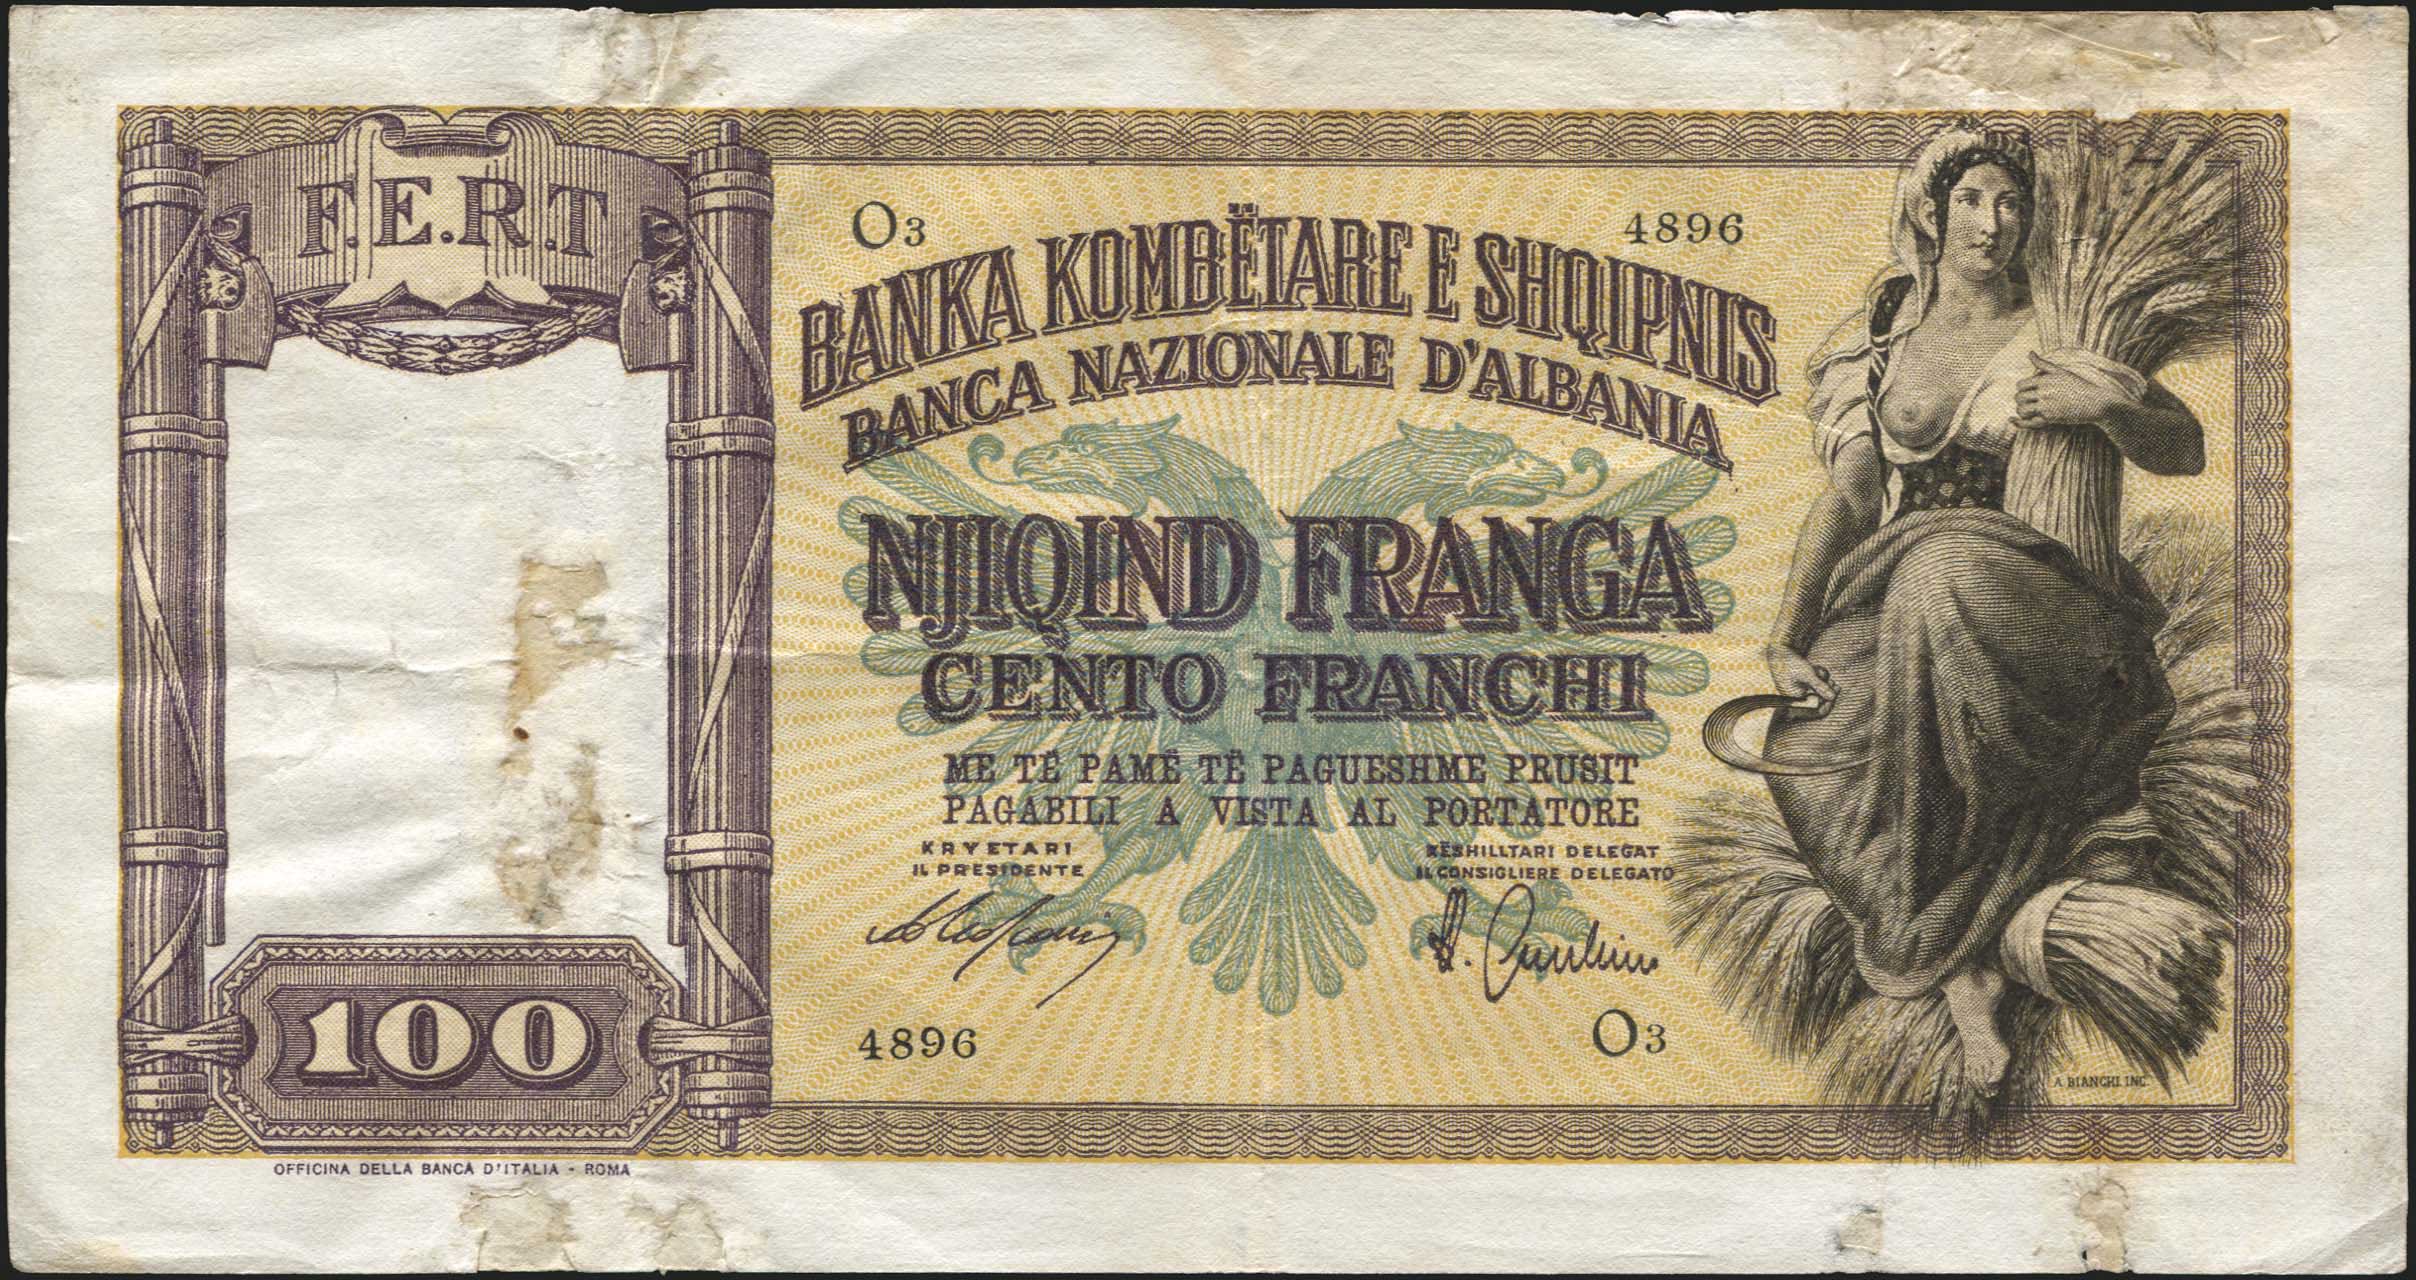 F.E.R.T
O3
4896
BANKA KOMBËTARE E SHQIPNIS
BANCA NAZIONALE D'ALBANIA
NJIQIND FRANGA
CENTO FRANCHI
ME TË PAMË TË PAGUESHME PRUSIT
PAGABILI A VISTA AL PORTATORE
KRYETARI
IL PRESIDENTE
KËSHILLTARI DELEGAT
IL CONSIGLIERE DELEGATO
4896
O3
100
A. BIANCHI. INC.
OFFICINA DELLA BANCA D'ITALIA - ROMA